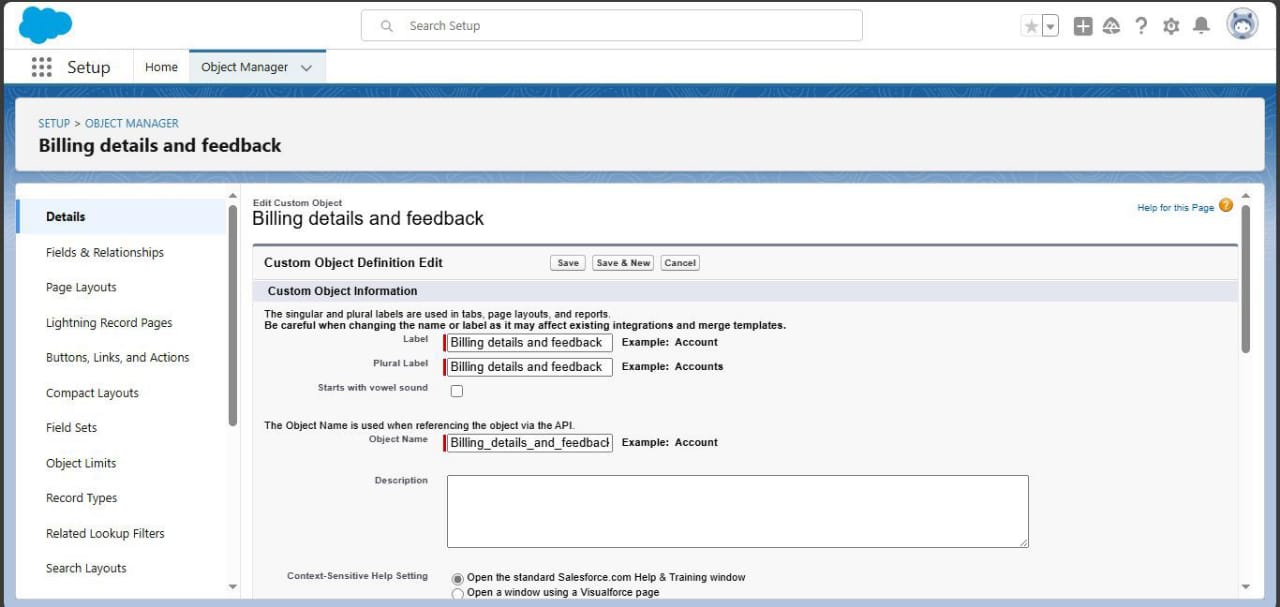 Search Setup
Setup
Home
Object Manager
SETUP > OBJECT MANAGER
Billing details and feedback
Details
Fields & Relationships
Page Layouts
Lightning Record Pages
Buttons, Links, and Actions
Compact Layouts
Field Sets
Object Limits
Record Types
Related Lookup Filters
Search Layouts
Edit Custom Object
Billing details and feedback
Help for this Page ?
Custom Object Definition Edit
Save
Save & New
Cancel
Custom Object Information
The singular and plural labels are used in tabs, page layouts, and reports.
Be careful when changing the name or label as it may affect existing integrations and merge templates.
Label Billing details and feedback Example: Account
Plural Label Billing details and feedback Example: Accounts
Starts with vowel sound
The Object Name is used when referencing the object via the API.
Object Name Billing_details_and_feedback Example: Account
Description
Context-Sensitive Help Setting Open the standard Salesforce.com Help & Training window
Open a window using a Visualforce page